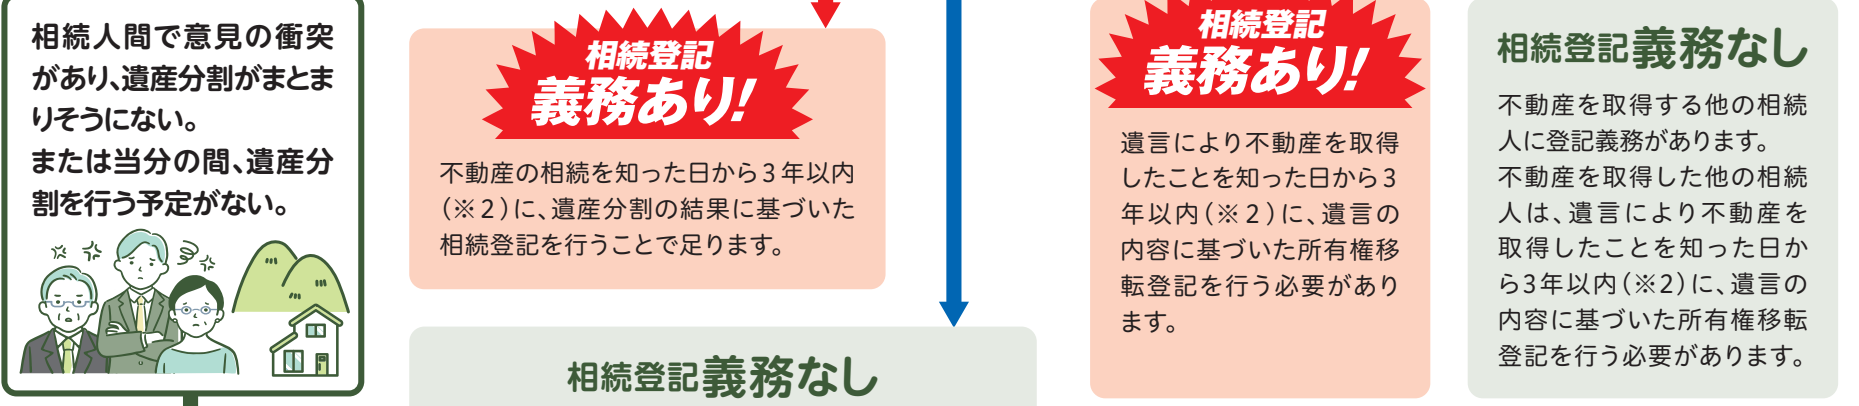 相続人間で意見の衝突
があり、遺産分割がまとま
りそうにない。
または当分の間、遺産分
割を行う予定がない。
相続登記
義務あり!
不動産の相続を知った日から3年以内
(※2)に、遺産分割の結果に基づいた
相続登記を行うことで足ります。
相続登記義務なし
相続登記
義務あり!
遺言により不動産を取得
したことを知った日から3
年以内(※2)に、遺言の
内容に基づいた所有権移
転登記を行う必要があり
ます。
相続登記義務なし
不動産を取得する他の相続
人に登記義務があります。
不動産を取得した他の相続
人は、遺言により不動産を
取得したことを知った日か
ら3年以内(※2)に、遺言の
内容に基づいた所有権移転
登記を行う必要があります。